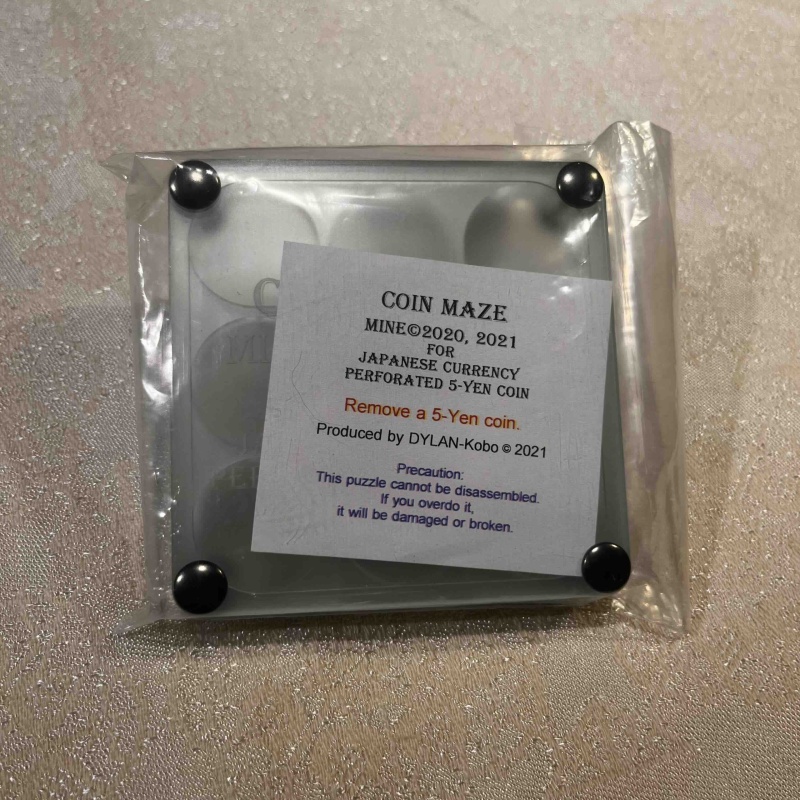 COIN MAZE
MINE©2020, 2021
FOR
JAPANESE CURRENCY
PERFORATED 5-YEN COIN
Remove a 5-Yen coin.
Produced by DYLAN-Kobo © 2021
Precaution:
This puzzle cannot be disassembled.
If you overdo it,
it will be damaged or broken.